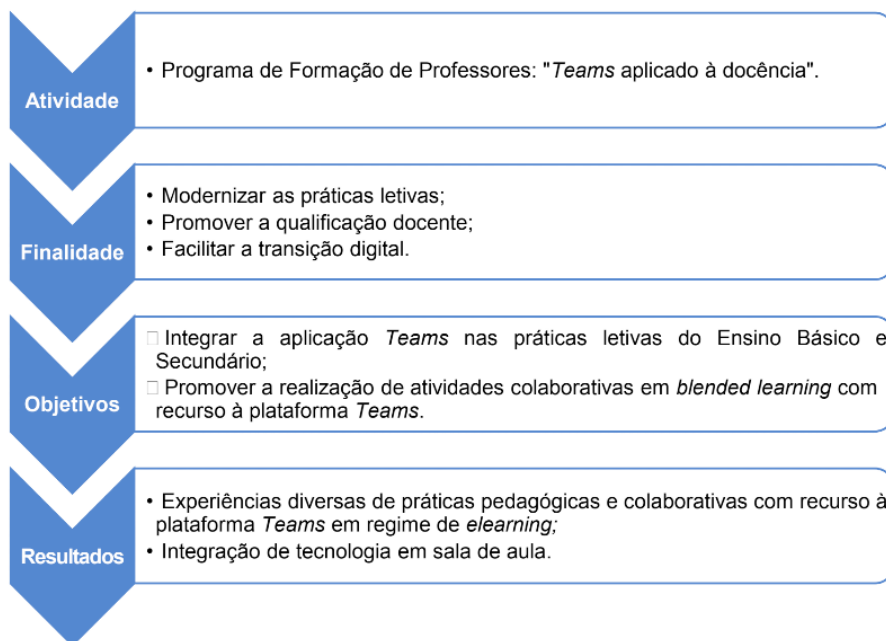 Atividade
• Programa de Formação de Professores: "Teams aplicado à docência".
Finalidade
• Modernizar as práticas letivas;
• Promover a qualificação docente;
• Facilitar a transição digital.
Objetivos
□ Integrar a aplicação Teams nas práticas letivas do Ensino Básico e
Secundário;
□ Promover a realização de atividades colaborativas em blended learning com
recurso à plataforma Teams.
Resultados
• Experiências diversas de práticas pedagógicas e colaborativas com recurso à
plataforma Teams em regime de elearning;
• Integração de tecnologia em sala de aula.